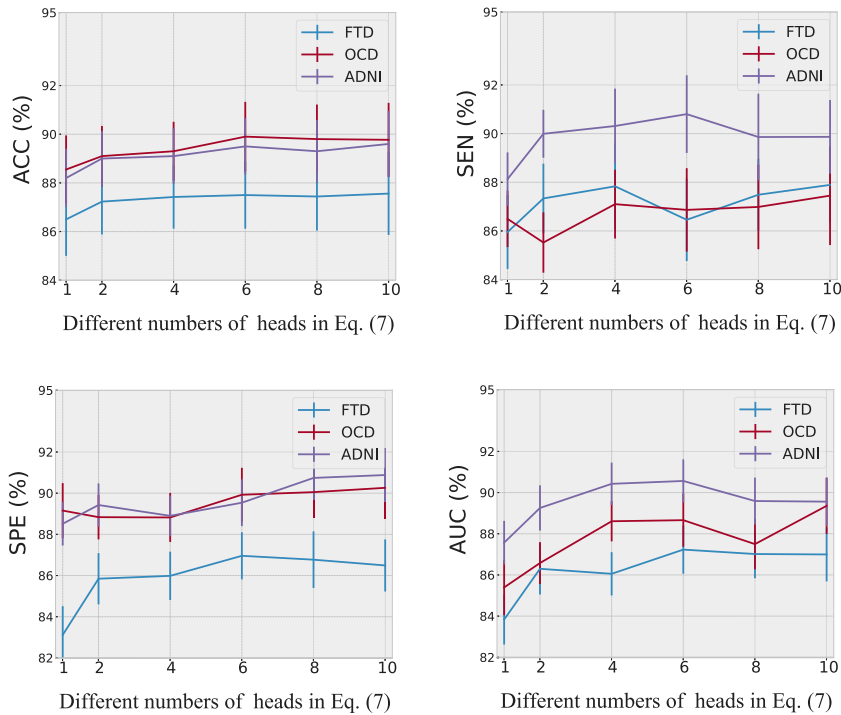 95
92
90
88
86
84
ACC (%)
FTD
OCD
ADNI
1 2 4 6 8 10
Different numbers of heads in Eq. (7)
95
92
90
88
86
84
SEN (%)
FTD
OCD
ADNI
1 2 4 6 8 10
Different numbers of heads in Eq. (7)
95
92
90
88
86
84
82
SPE (%)
FTD
OCD
ADNI
1 2 4 6 8 10
Different numbers of heads in Eq. (7)
95
92
90
88
86
84
82
AUC (%)
FTD
OCD
ADNI
1 2 4 6 8 10
Different numbers of heads in Eq. (7)